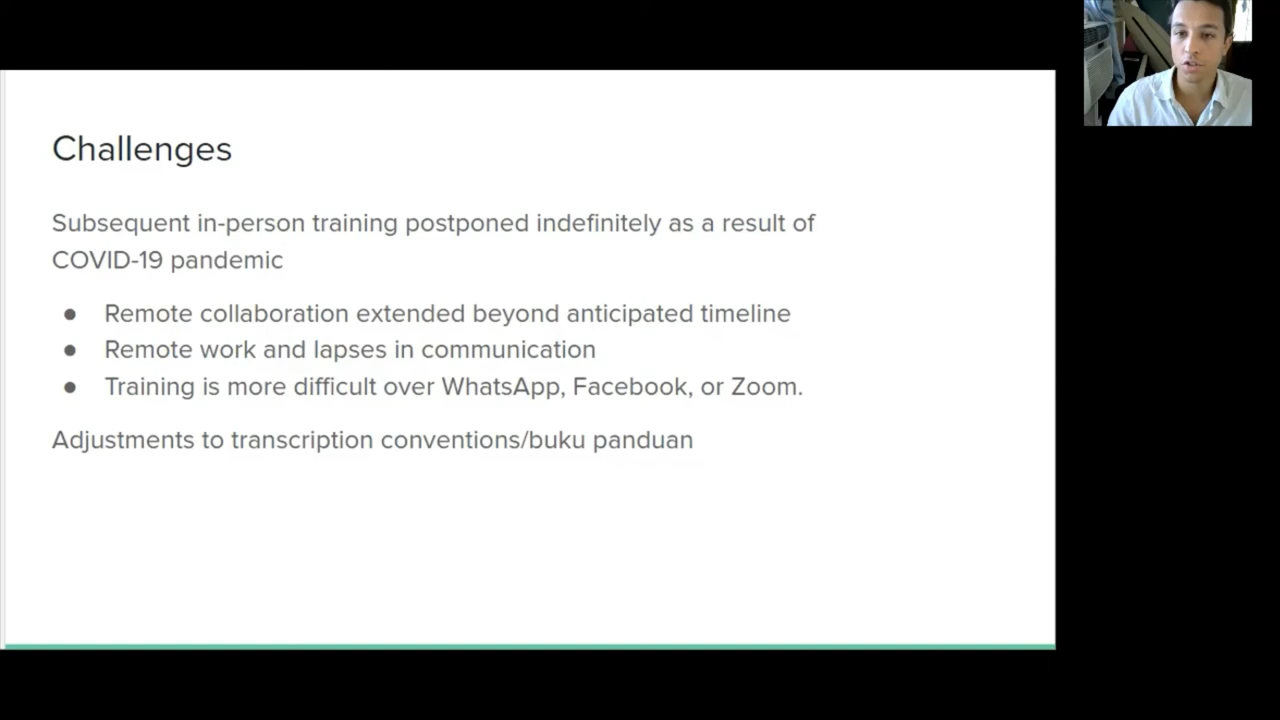 Challenges
Subsequent in-person training postponed indefinitely as a result of
COVID-19 pandemic
● Remote collaboration extended beyond anticipated timeline
● Remote work and lapses in communication
● Training is more difficult over WhatsApp, Facebook, or Zoom.
Adjustments to transcription conventions/buku panduan